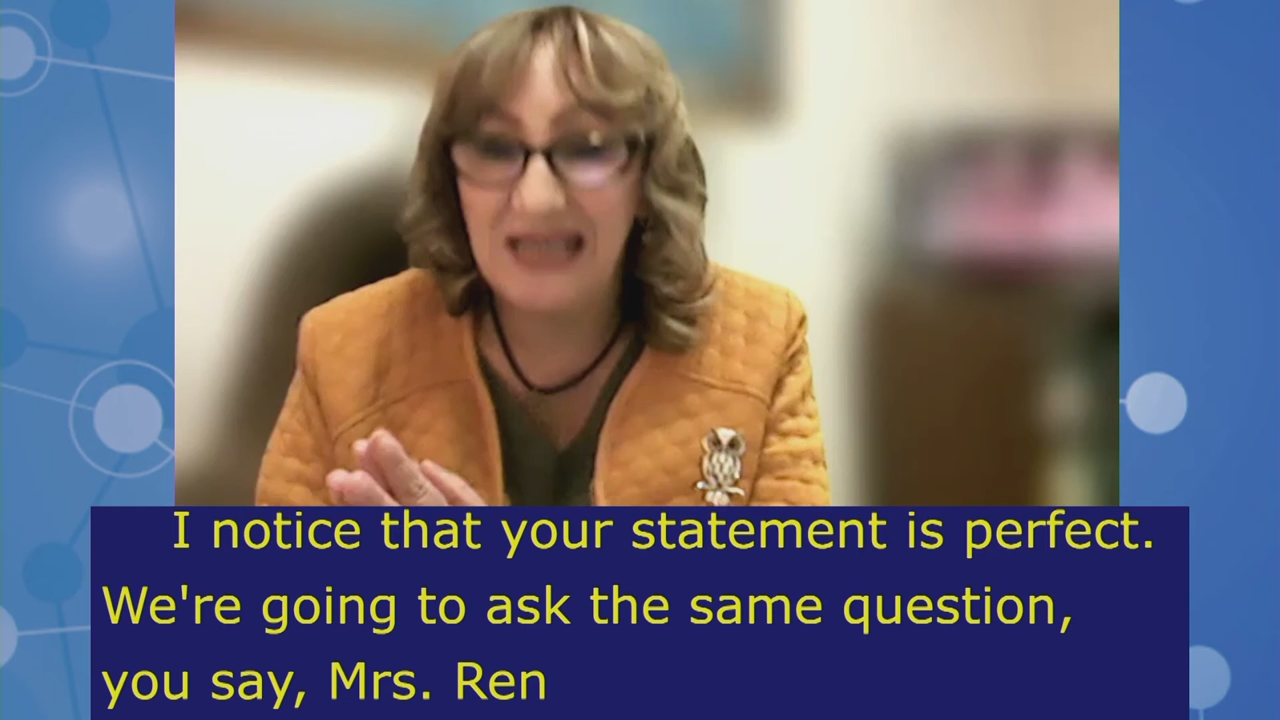 I notice that your statement is perfect.
We're going to ask the same question,
you say, Mrs. Ren